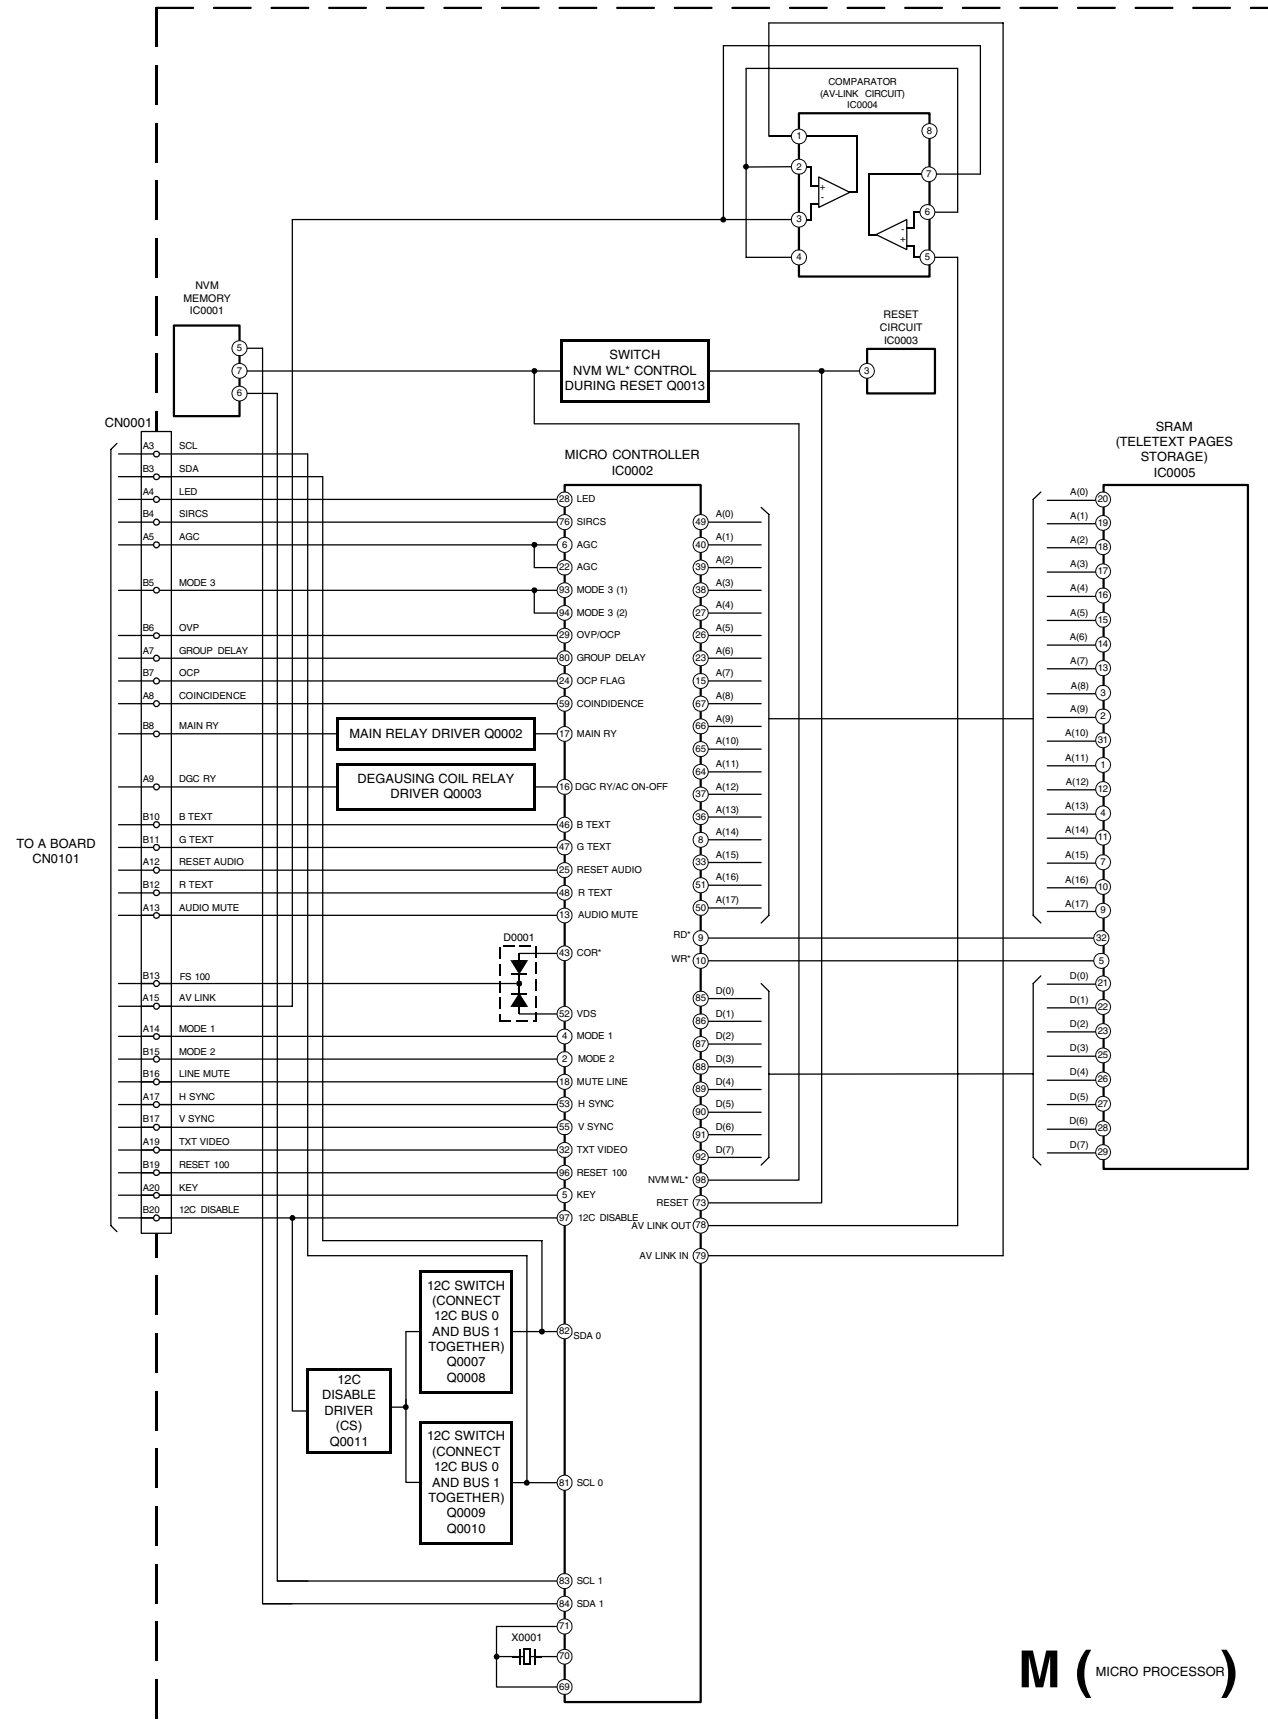 COMPARATOR
(AV-LINK CIRCUIT)
IC0004
1
2
3
4
8
7
6
5
+
-
-
+
NVM
MEMORY
IC0001
5
7
6
SWITCH
NVM WL* CONTROL
DURING RESET Q0013
RESET
CIRCUIT
IC0003
3
CN0001
TO A BOARD
CN0101
A3 SCL
B3 SDA
A4 LED
B4 SIRCS
A5 AGC
B5 MODE 3
B6 OVP
A7 GROUP DELAY
B7 OCP
A8 COINCIDENCE
B8 MAIN RY
A9 DGC RY
B10 B TEXT
B11 G TEXT
A12 RESET AUDIO
B12 R TEXT
A13 AUDIO MUTE
B13 FS 100
A15 AV LINK
A14 MODE 1
B15 MODE 2
B16 LINE MUTE
A17 H SYNC
B17 V SYNC
A19 TXT VIDEO
B19 RESET 100
A20 KEY
B20 12C DISABLE
MAIN RELAY DRIVER Q0002
DEGAUSING COIL RELAY
DRIVER Q0003
D0001
MICRO CONTROLLER
IC0002
28 LED
76 SIRCS
6 AGC
22 AGC
93 MODE 3 (1)
94 MODE 3 (2)
29 OVP/OCP
80 GROUP DELAY
24 OCP FLAG
59 COINDIDENCE
17 MAIN RY
16 DGC RY/AC ON-OFF
46 B TEXT
47 G TEXT
25 RESET AUDIO
48 R TEXT
13 AUDIO MUTE
43 COR*
52 VDS
4 MODE 1
2 MODE 2
18 MUTE LINE
53 H SYNC
55 V SYNC
32 TXT VIDEO
96 RESET 100
5 KEY
97 12C DISABLE
82 SDA 0
81 SCL 0
83 SCL 1
84 SDA 1
71
70
69
X0001
49 A(0)
40 A(1)
39 A(2)
38 A(3)
27 A(4)
26 A(5)
23 A(6)
15 A(7)
67 A(8)
66 A(9)
65 A(10)
64 A(11)
37 A(12)
36 A(13)
8 A(14)
33 A(15)
51 A(16)
50 A(17)
RD* 9
WR* 10
85 D(0)
86 D(1)
87 D(2)
88 D(3)
89 D(4)
90 D(5)
91 D(6)
92 D(7)
NVM WL* 98
RESET 73
AV LINK OUT 78
AV LINK IN 79
12C SWITCH
(CONNECT
12C BUS 0
AND BUS 1
TOGETHER)
Q0007
Q0008
12C
DISABLE
DRIVER
(CS)
Q0011
12C SWITCH
(CONNECT
12C BUS 0
AND BUS 1
TOGETHER)
Q0009
Q0010
SRAM
(TELETEXT PAGES
STORAGE)
IC0005
A(0) 20
A(1) 19
A(2) 18
A(3) 17
A(4) 16
A(5) 15
A(6) 14
A(7) 13
A(8) 3
A(9) 2
A(10) 31
A(11) 1
A(12) 12
A(13) 4
A(14) 11
A(15) 7
A(16) 10
A(17) 9
32
5
D(0) 21
D(1) 22
D(2) 23
D(3) 25
D(4) 26
D(5) 27
D(6) 28
D(7) 29
M (MICRO PROCESSOR)